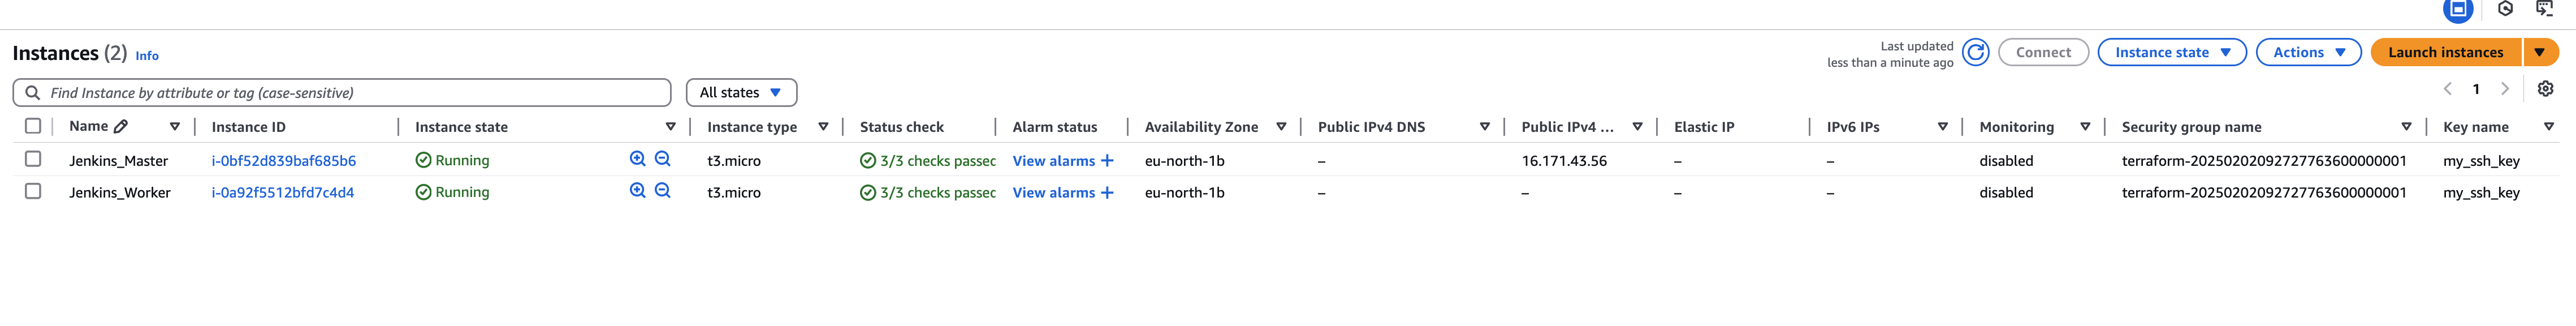 Instances (2) Info
Last updated
less than a minute ago
Connect
Instance state
Actions
Launch instances
Find Instance by attribute or tag (case-sensitive)
All states
1
Name Instance ID Instance state Instance type Status check Alarm status Availability Zone Public IPv4 DNS Public IPv4 ... Elastic IP IPv6 IPs Monitoring Security group name Key name
Jenkins_Master i-0bf52d839baf685b6 Running t3.micro 3/3 checks passec View alarms + eu-north-1b – 16.171.43.56 – – disabled terraform-20250202092727763600000001 my_ssh_key
Jenkins_Worker i-0a92f5512bfd7c4d4 Running t3.micro 3/3 checks passec View alarms + eu-north-1b – – – – disabled terraform-20250202092727763600000001 my_ssh_key